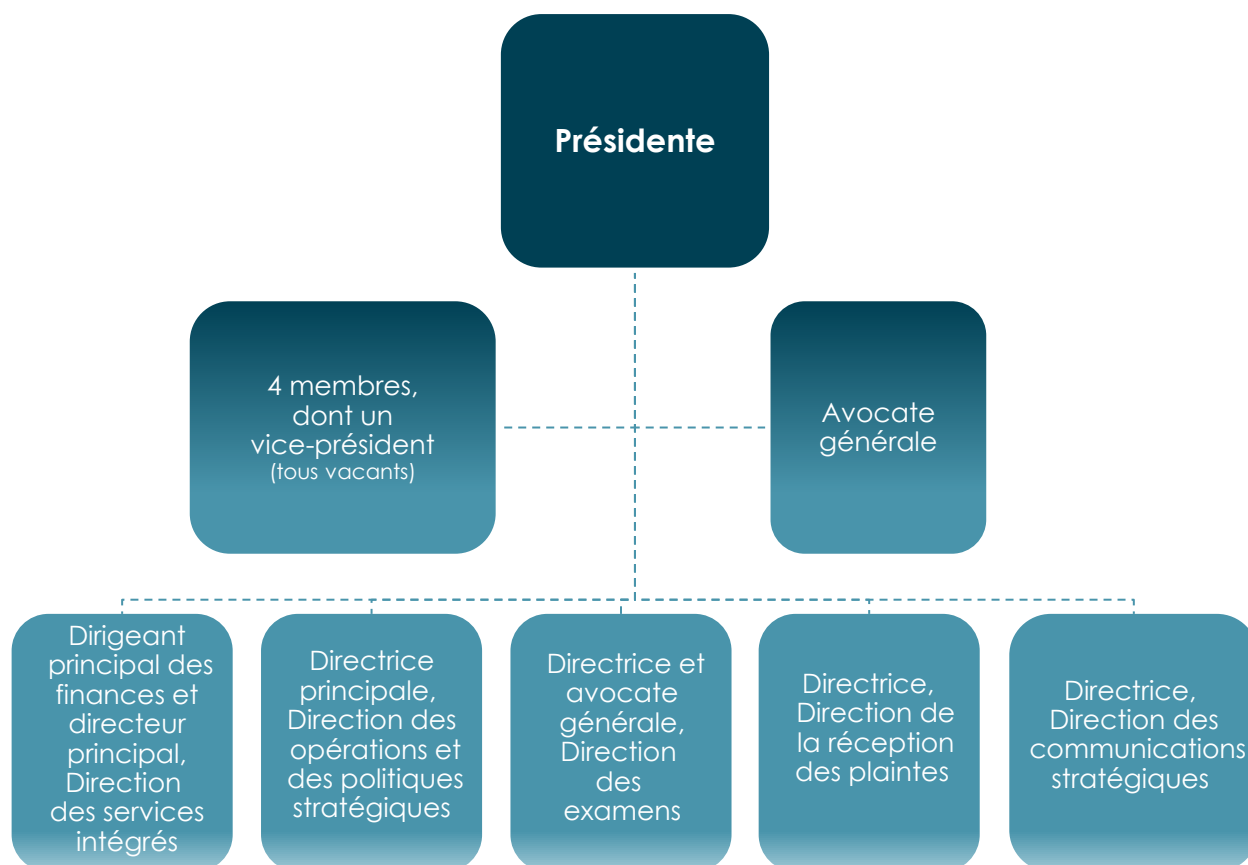 Présidente
4 membres,
dont un
vice-président
(tous vacants)
Avocate
générale
Dirigeant
principal des
finances et
directeur
principal,
Direction
des services
intégrés
Directrice
principale,
Direction des
opérations et
des politiques
stratégiques
Directrice et
avocate
générale,
Direction
des
examens
Directrice,
Direction de
la réception
des plaintes
Directrice,
Direction des
communications
stratégiques